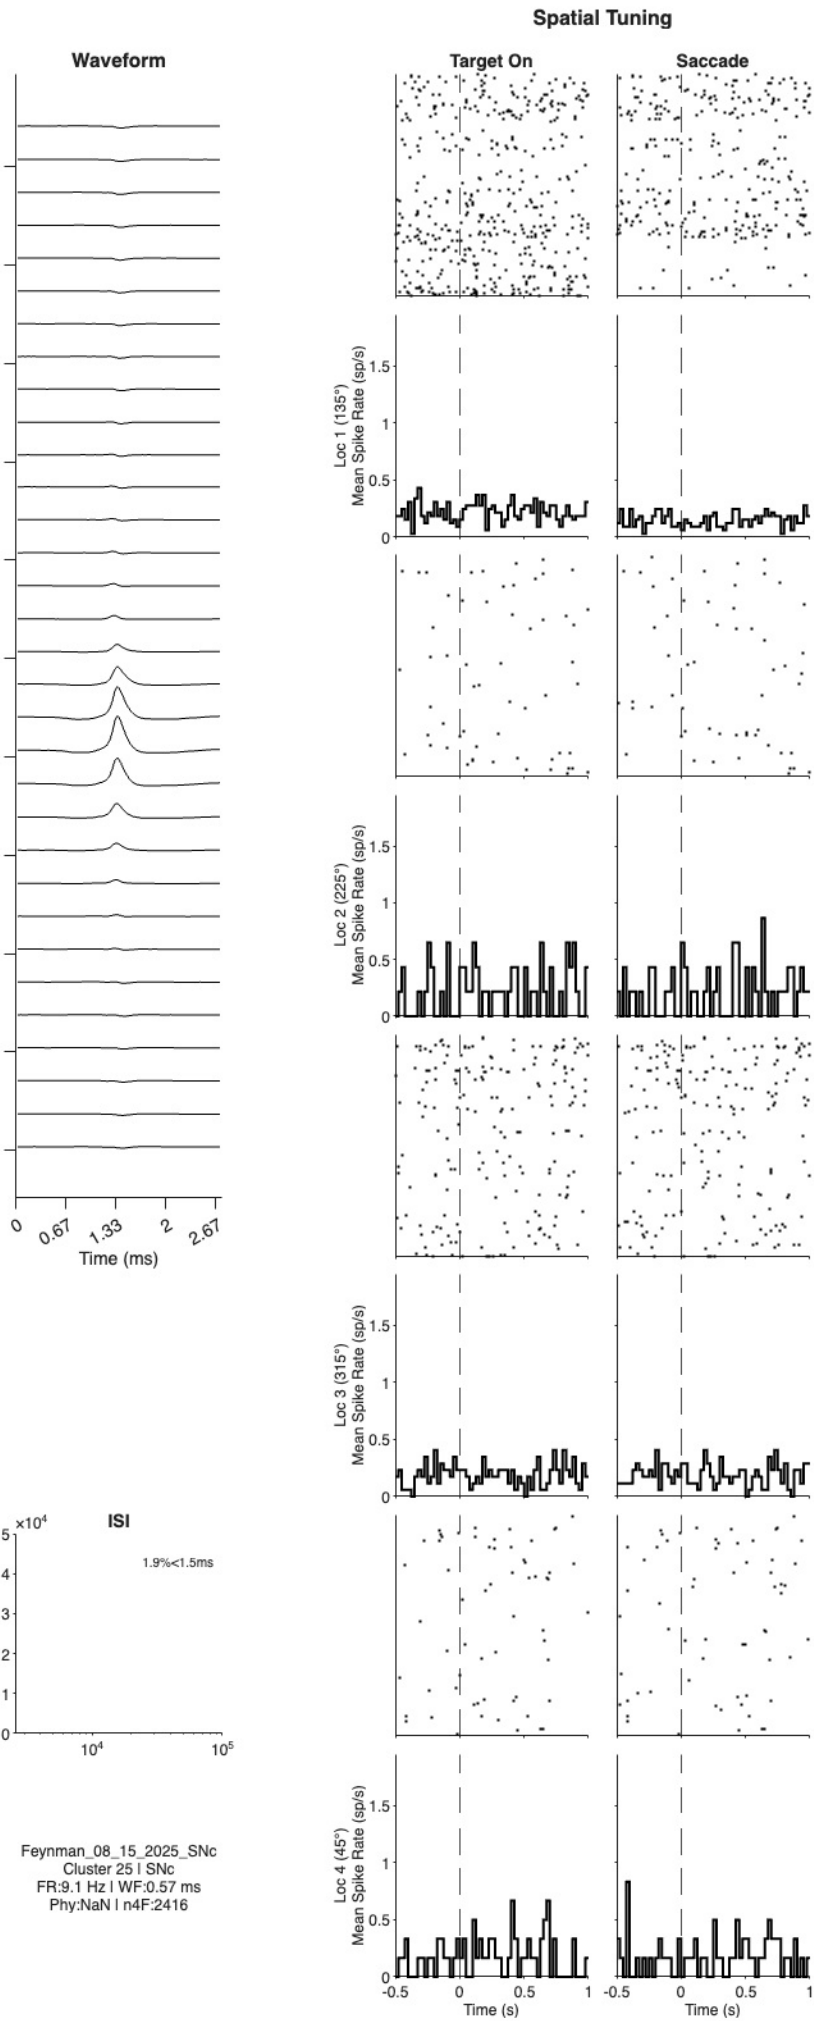 Spatial Tuning
Waveform
Target On
Saccade
0
0.67
1.33
2
2.67
Time (ms)
Loc 1 (135°)
Mean Spike Rate (sp/s)
1.5
1
0.5
0
Loc 2 (225°)
Mean Spike Rate (sp/s)
1.5
1
0.5
0
Loc 3 (315°)
Mean Spike Rate (sp/s)
1.5
1
0.5
0
ISI
×10⁴
5
4
3
2
1
0
1.9%<1.5ms
10⁴
10⁵
Feynman_08_15_2025_SNc
Cluster 25 | SNc
FR:9.1 Hz | WF:0.57 ms
Phy:NaN | n4F:2416
Loc 4 (45°)
Mean Spike Rate (sp/s)
1.5
1
0.5
0
-0.5
0
0.5
1
Time (s)
-0.5
0
0.5
1
Time (s)